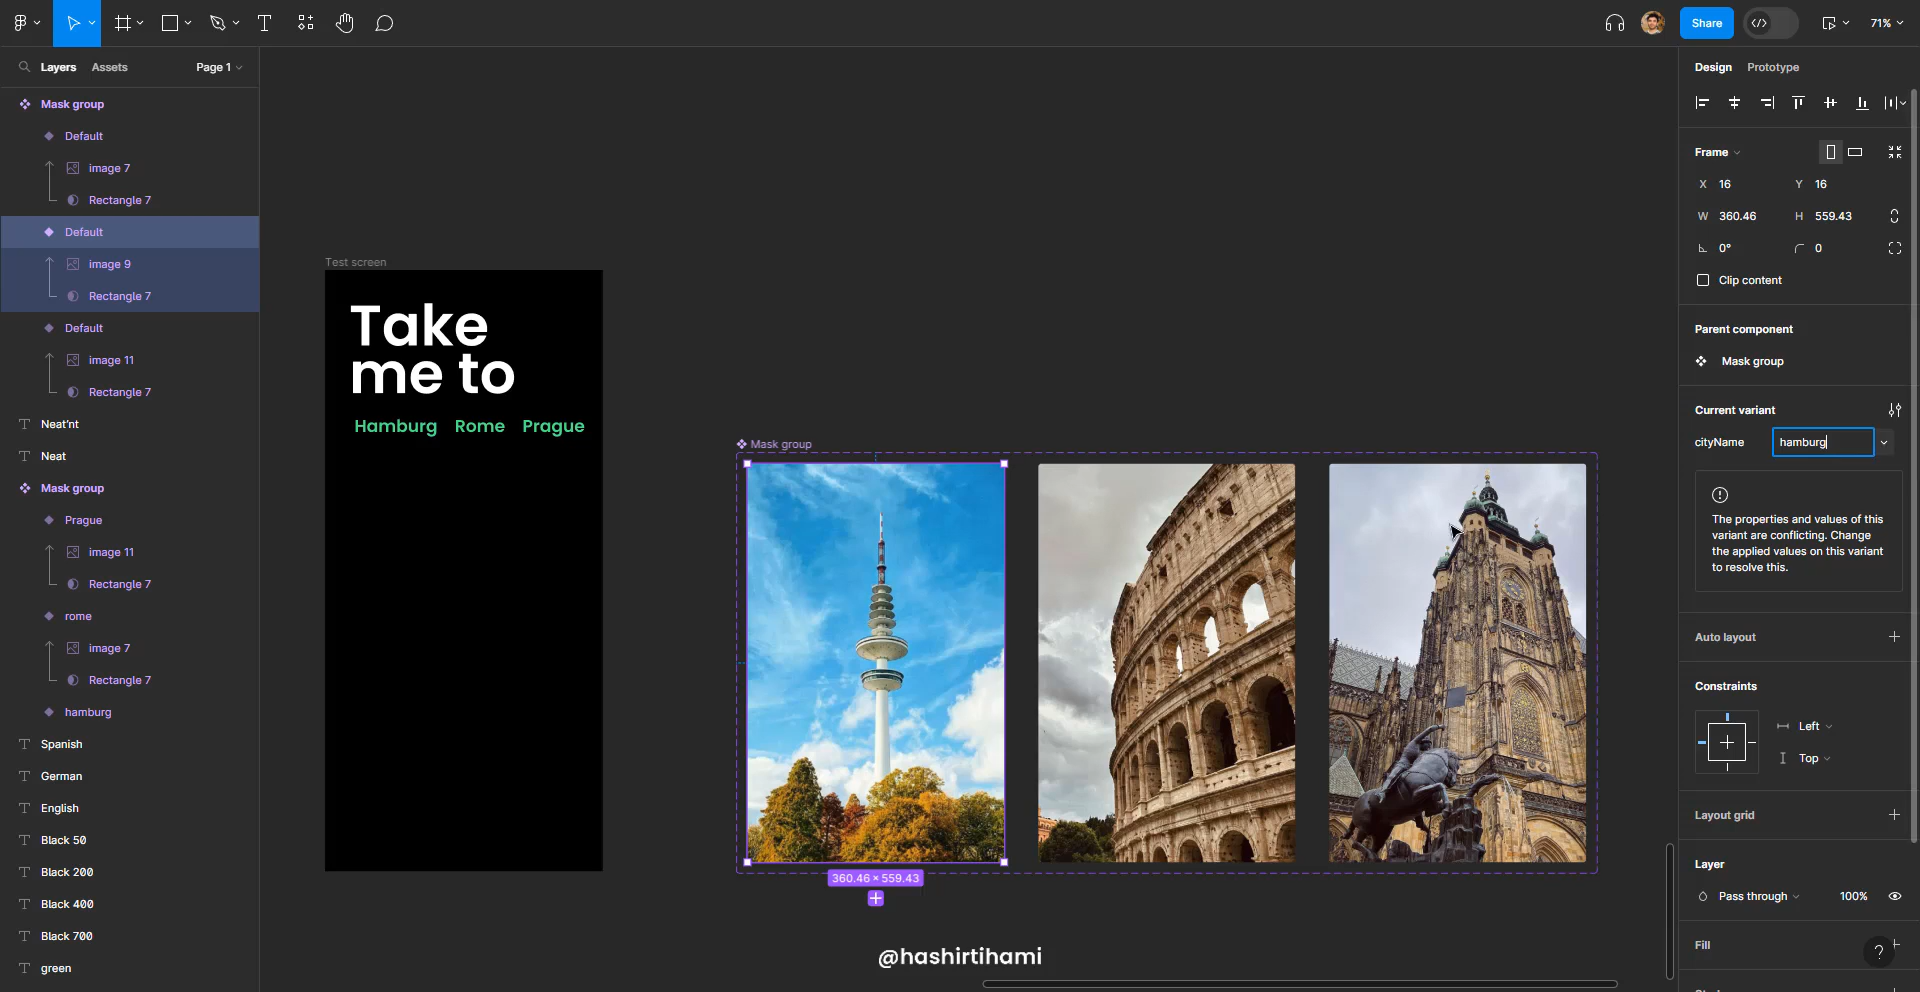 Share
71%
Layers
Assets
Page 1
Mask group
Default
image 7
Rectangle 7
Default
image 9
Rectangle 7
Default
image 11
Rectangle 7
Neat'nt
Neat
Mask group
Prague
image 11
Rectangle 7
rome
image 7
Rectangle 7
hamburg
Spanish
German
English
Black 50
Black 200
Black 400
Black 700
green
Test screen
Take
me to
Hamburg Rome Prague
Mask group
360.46 × 559.43
@hashirtihami
Design Prototype
Frame
X 16 Y 16
W 360.46 H 559.43
0° 0
Clip content
Parent component
Mask group
Current variant
cityName hamburg
The properties and values of this
variant are conflicting. Change
the applied values on this variant
to resolve this.
Auto layout
Constraints
Left
Top
Layout grid
Layer
Pass through 100%
Fill
?